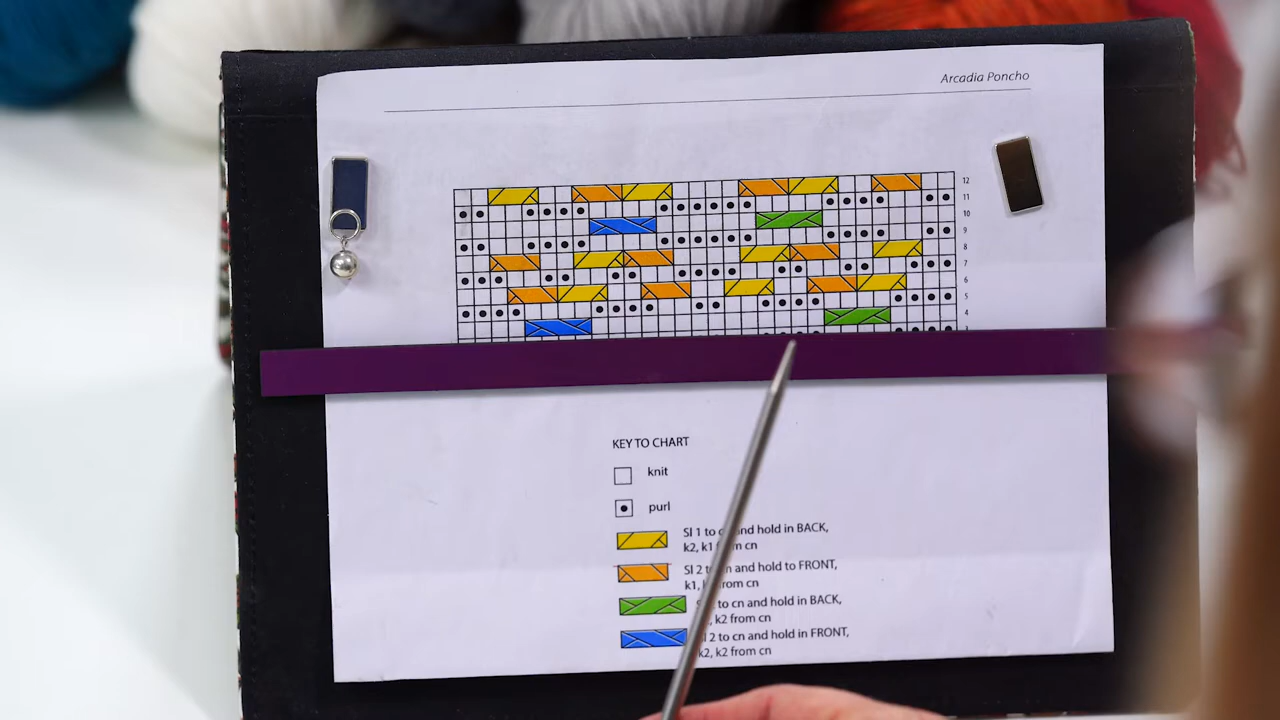 Arcadia Poncho
12
11
10
9
8
7
6
5
4
KEY TO CHART
knit
purl
Sl 1 to and hold in BACK,
k2, k1 cn
Sl 2 and hold to FRONT,
k1, from cn
to cn and hold in BACK,
k2 from cn
2 to cn and hold in FRONT,
k2, k2 from cn